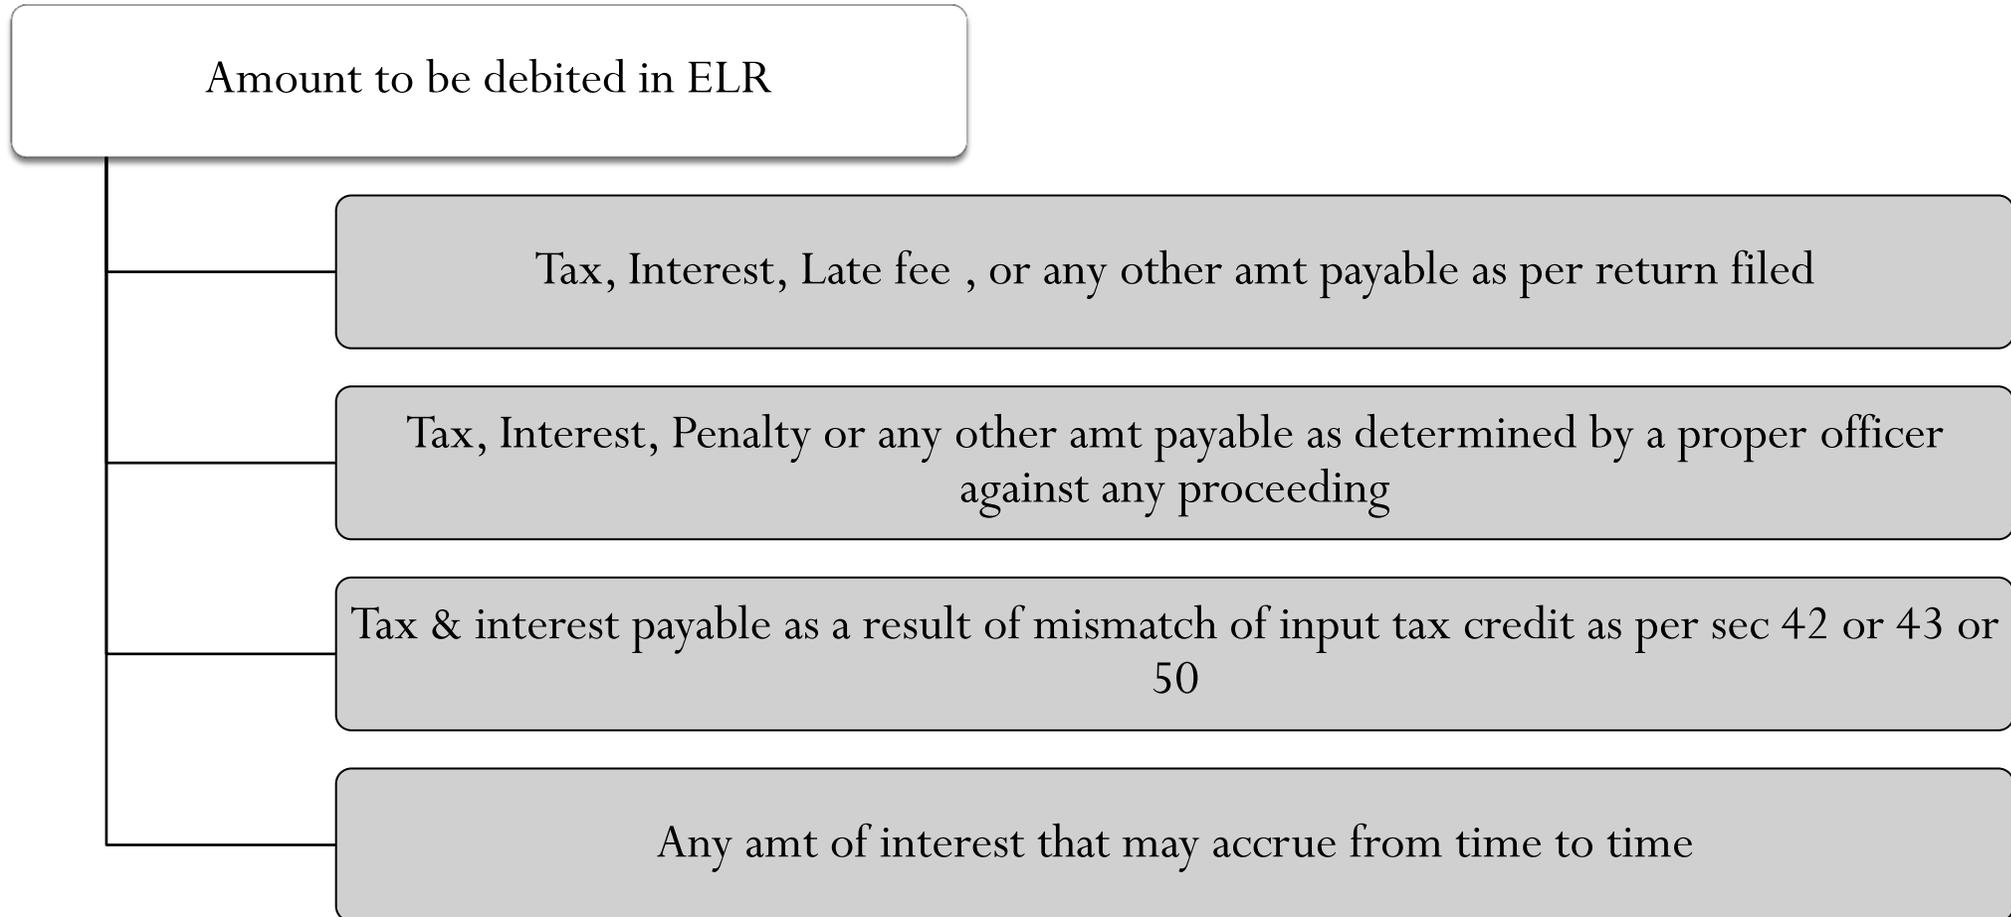 Amount to be debited in ELR
Tax, Interest, Late fee , or any other amt payable as per return filed
Tax, Interest, Penalty or any other amt payable as determined by a proper officer
against any proceeding
Tax & interest payable as a result of mismatch of input tax credit as per sec 42 or 43 or
50
Any amt of interest that may accrue from time to time